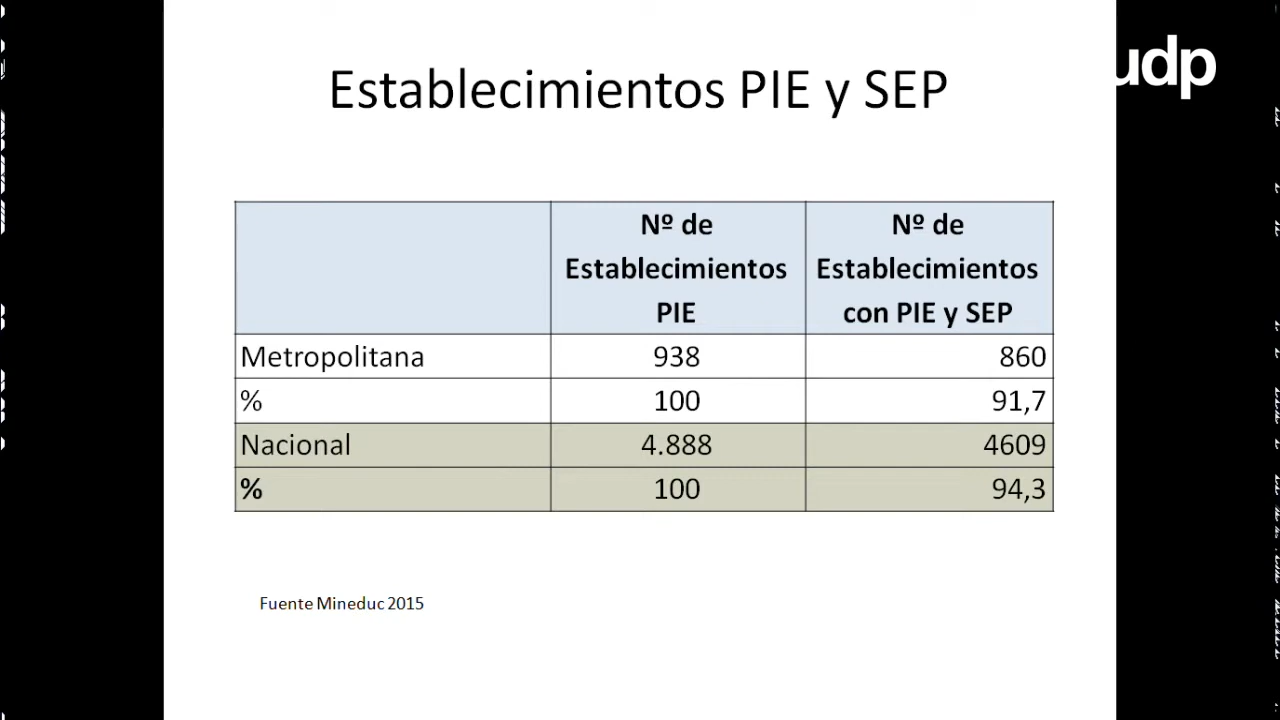 udp
Establecimientos PIE y SEP
Nº de Establecimientos PIE
Nº de Establecimientos con PIE y SEP
Metropolitana 938 860
% 100 91,7
Nacional 4.888 4609
% 100 94,3
Fuente Mineduc 2015